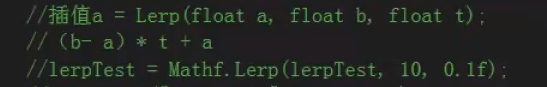 //插值a = Lerp(float a, float b, float t);
//（b- a）* t + a
//lerpTest = Mathf.Lerp(lerpTest, 10, 0.1f);